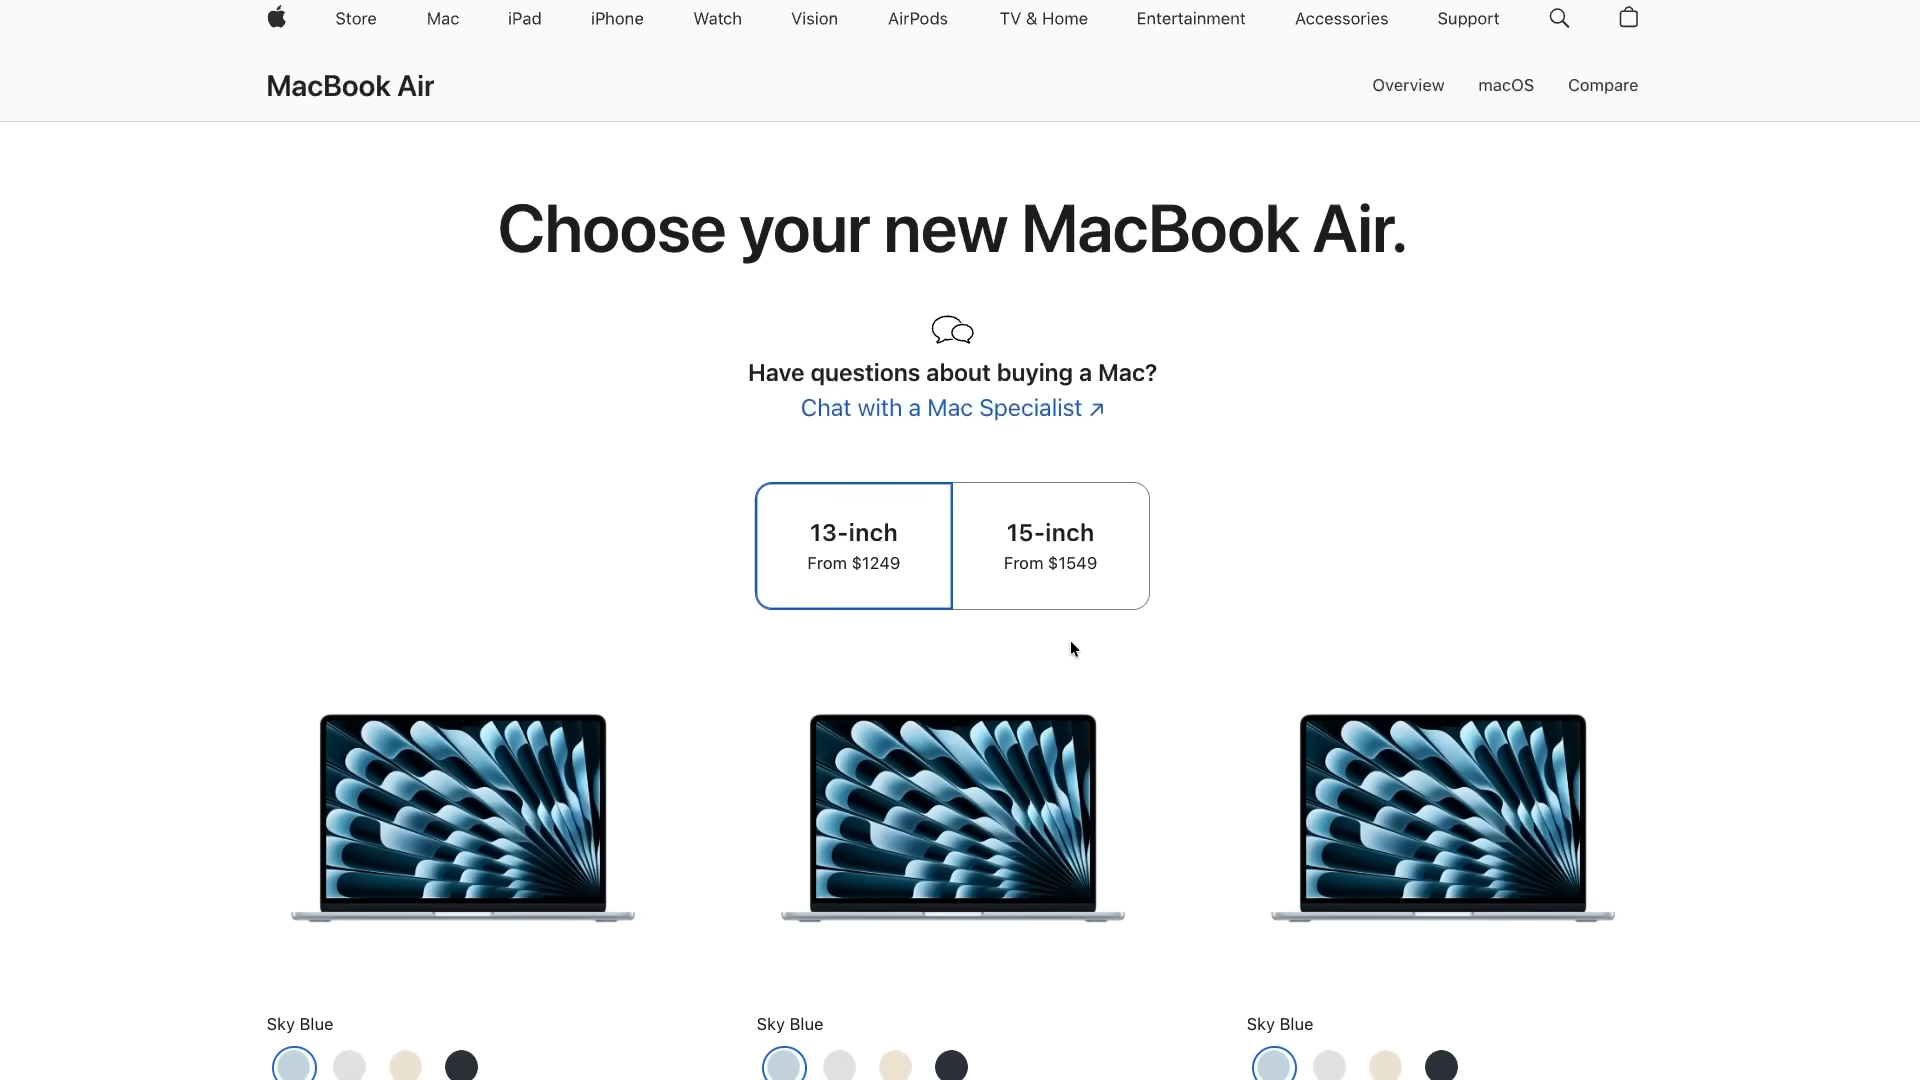 Store Mac iPad iPhone Watch Vision AirPods TV & Home Entertainment Accessories Support
MacBook Air
Overview macOS Compare
Choose your new MacBook Air.
Have questions about buying a Mac?
Chat with a Mac Specialist ↗
13-inch
From $1249
15-inch
From $1549
Sky Blue
Sky Blue
Sky Blue